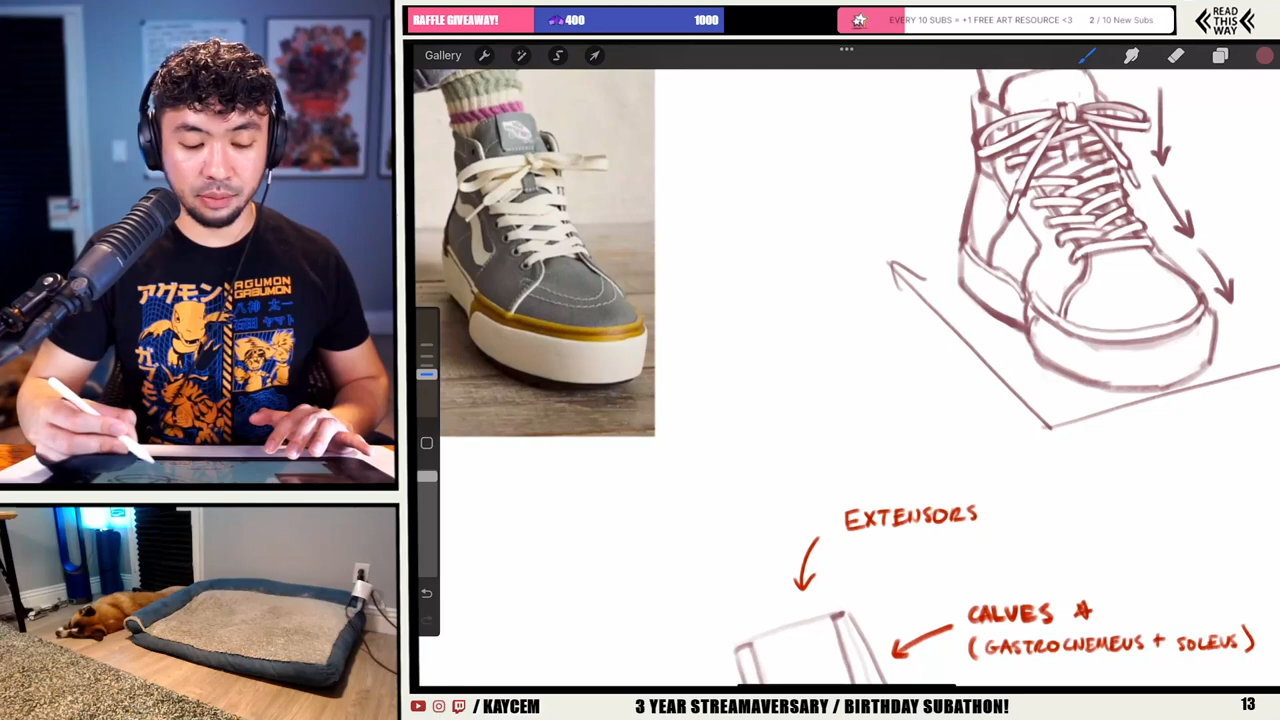 RAFFLE GIVEAWAY!
400
1000
EVERY 10 SUBS = +1 FREE ART RESOURCE <3
2 / 10 New Subs
READ
THIS
WAY
Gallery
アグモン
AGUMON
GABUMON
EXTENSORS
CALVES
(GASTROCNEMEUS + SOLEUS)
/ KAYCEM
3 YEAR STREAMAVERSARY / BIRTHDAY SUBATHON!
13